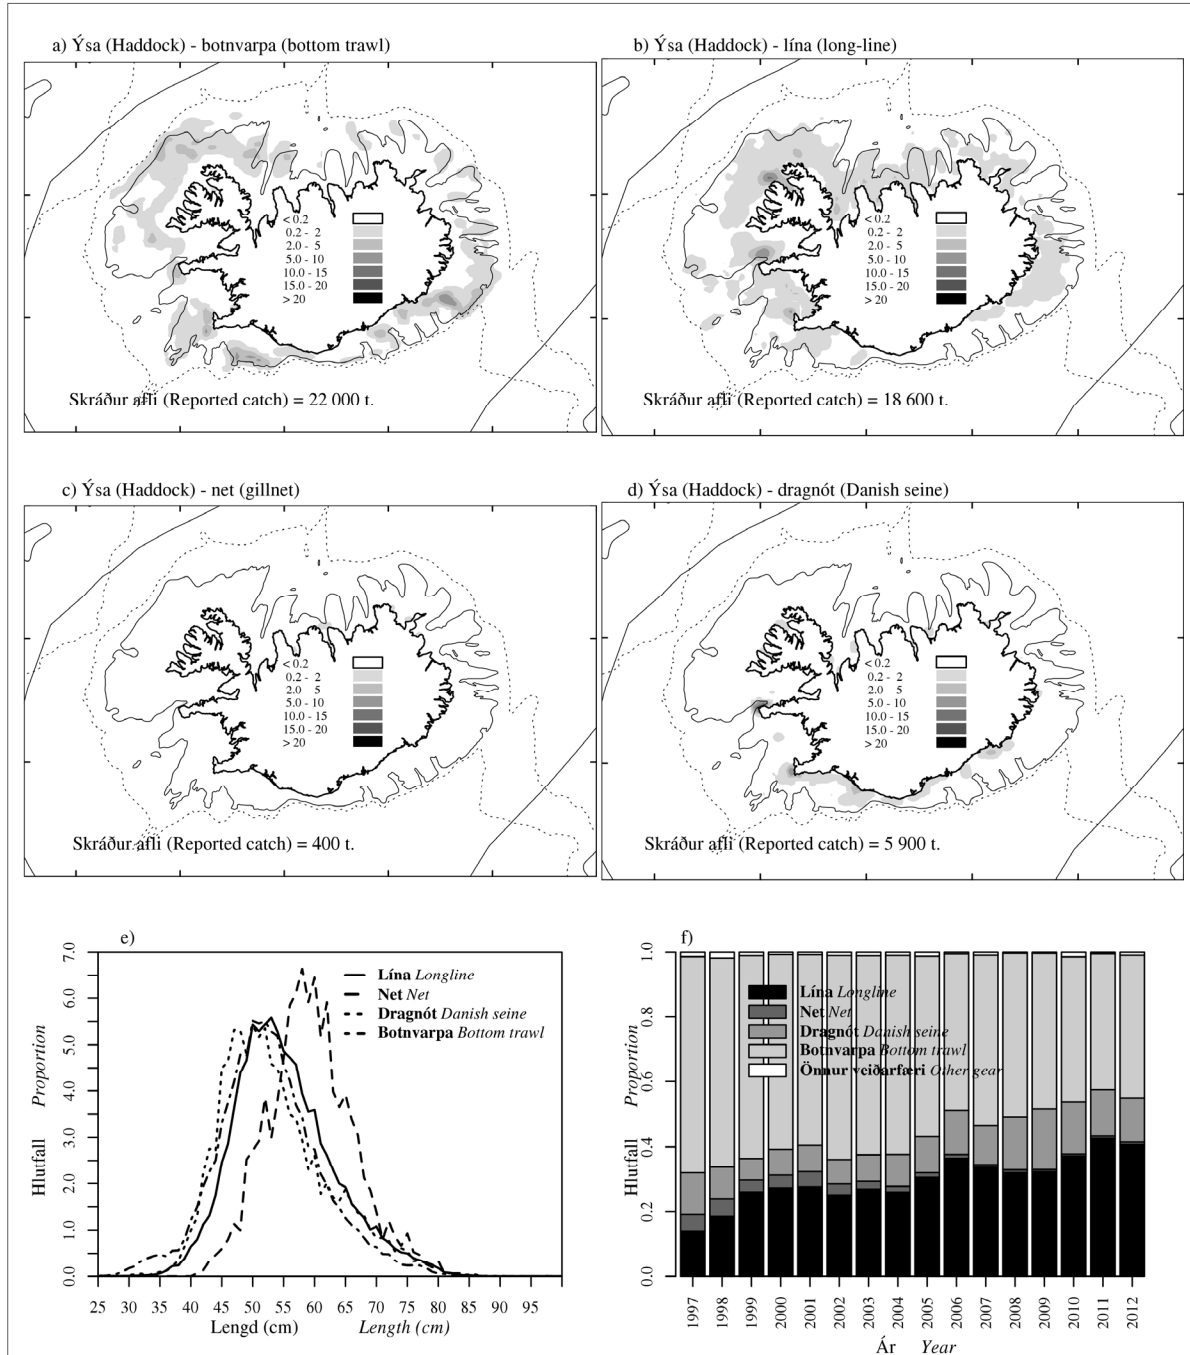 a) Ýsa (Haddock) - botnvarpa (bottom trawl)
< 0.2
0.2 - 2
2.0 - 5
5.0 - 10
10.0 - 15
15.0 - 20
> 20
Skráður afli (Reported catch) = 22 000 t.
b) Ýsa (Haddock) - lína (long-line)
< 0.2
0.2 - 2
2.0 - 5
5.0 - 10
10.0 - 15
15.0 - 20
> 20
Skráður afli (Reported catch) = 18 600 t.
c) Ýsa (Haddock) - net (gillnet)
< 0.2
0.2 - 2
2.0 5
5.0 - 10
10.0 - 15
15.0 - 20
> 20
Skráður afli (Reported catch) = 400 t.
d) Ýsa (Haddock) - dragnót (Danish seine)
< 0.2
0.2 - 2
2.0 5
5.0 - 10
10.0 - 15
15.0 - 20
> 20
Skráður afli (Reported catch) = 5 900 t.
e)
Hlutfall Proportion
7.0
6.0
5.0
4.0
3.0
2.0
1.0
0.0
Lína Longline
Net Net
Dragnót Danish seine
Botnvarpa Bottom trawl
25 30 35 40 45 50 55 60 65 70 75 80 85 90 95
Lengd (cm) Length (cm)
f)
Hlutfall Proportion
1.0
0.8
0.6
0.4
0.2
0.0
Lína Longline
Net Net
Dragnót Danish seine
Botnvarpa Bottom trawl
Önnur veiðarfæri Other gear
1997 1998 1999 2000 2001 2002 2003 2004 2005 2006 2007 2008 2009 2010 2011 2012
Ár Year